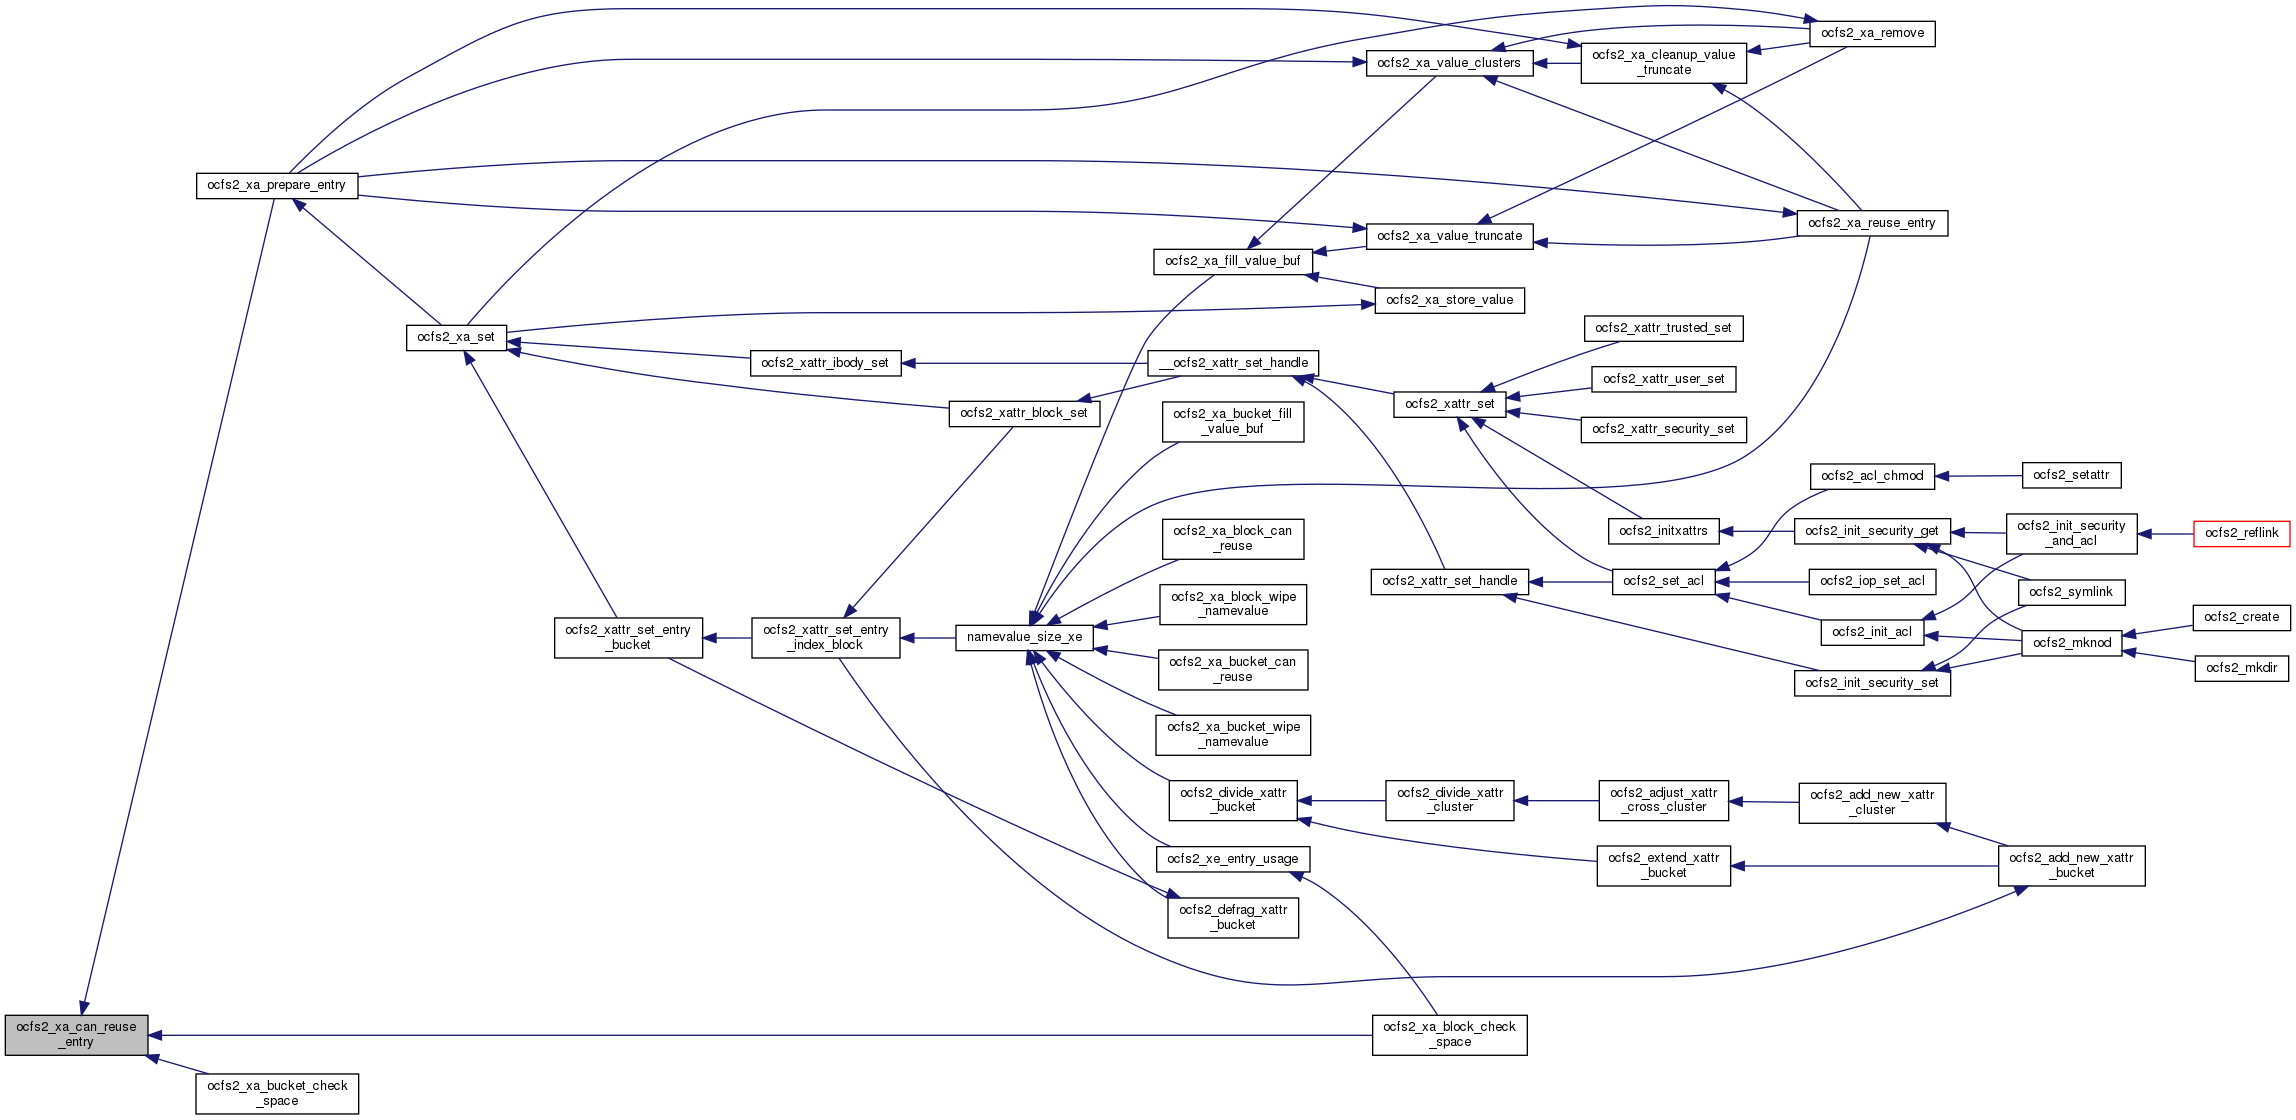 ocfs2_xa_remove
ocfs2_xa_cleanup_value
_truncate
ocfs2_xa_value_clusters
ocfs2_xa_prepare_entry
ocfs2_xa_reuse_entry
ocfs2_xa_value_truncate
ocfs2_xa_fill_value_buf
ocfs2_xa_store_value
ocfs2_xa_set
ocfs2_xattr_trusted_set
ocfs2_xattr_ibody_set
__ocfs2_xattr_set_handle
ocfs2_xattr_user_set
ocfs2_xattr_block_set
ocfs2_xattr_set
ocfs2_xa_bucket_fill
_value_buf
ocfs2_xattr_security_set
ocfs2_acl_chmod
ocfs2_setattr
ocfs2_xa_block_can
_reuse
ocfs2_initxattrs
ocfs2_init_security_get
ocfs2_init_security
_and_acl
ocfs2_reflink
ocfs2_xattr_set_handle
ocfs2_set_acl
ocfs2_iop_set_acl
ocfs2_symlink
ocfs2_xa_block_wipe
_namevalue
ocfs2_create
ocfs2_xattr_set_entry
_bucket
ocfs2_xattr_set_entry
_index_block
namevalue_size_xe
ocfs2_init_acl
ocfs2_mknod
ocfs2_xa_bucket_can
_reuse
ocfs2_mkdir
ocfs2_init_security_set
ocfs2_xa_bucket_wipe
_namevalue
ocfs2_divide_xattr
_bucket
ocfs2_divide_xattr
_cluster
ocfs2_adjust_xattr
_cross_cluster
ocfs2_add_new_xattr
_cluster
ocfs2_xe_entry_usage
ocfs2_extend_xattr
_bucket
ocfs2_add_new_xattr
_bucket
ocfs2_defrag_xattr
_bucket
ocfs2_xa_can_reuse
_entry
ocfs2_xa_block_check
_space
ocfs2_xa_bucket_check
_space